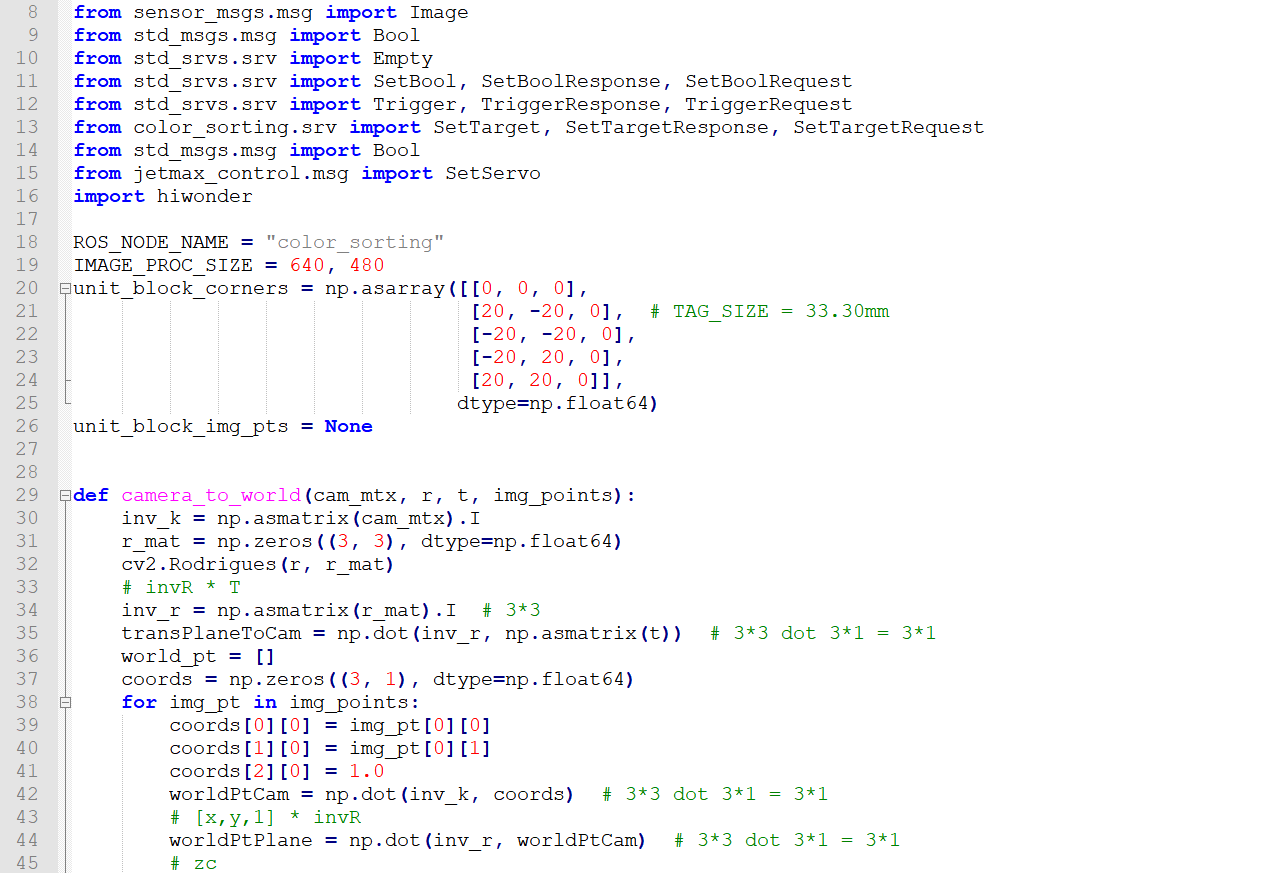 8 from sensor_msgs.msg import Image
9 from std_msgs.msg import Bool
10 from std_srvs.srv import Empty
11 from std_srvs.srv import SetBool, SetBoolResponse, SetBoolRequest
12 from std_srvs.srv import Trigger, TriggerResponse, TriggerRequest
13 from color_sorting.srv import SetTarget, SetTargetResponse, SetTargetRequest
14 from std_msgs.msg import Bool
15 from jetmax_control.msg import SetServo
16 import hiwonder
17
18 ROS_NODE_NAME = "color_sorting"
19 IMAGE_PROC_SIZE = 640, 480
20 unit_block_corners = np.asarray([[0, 0, 0],
21                                  [20, -20, 0],  # TAG_SIZE = 33.30mm
22                                  [-20, -20, 0],
23                                  [-20, 20, 0],
24                                  [20, 20, 0]],
25                                 dtype=np.float64)
26 unit_block_img_pts = None
27
28
29 def camera_to_world(cam_mtx, r, t, img_points):
30     inv_k = np.asmatrix(cam_mtx).I
31     r_mat = np.zeros((3, 3), dtype=np.float64)
32     cv2.Rodrigues(r, r_mat)
33     # invR * T
34     inv_r = np.asmatrix(r_mat).I  # 3*3
35     transPlaneToCam = np.dot(inv_r, np.asmatrix(t))  # 3*3 dot 3*1 = 3*1
36     world_pt = []
37     coords = np.zeros((3, 1), dtype=np.float64)
38     for img_pt in img_points:
39         coords[0][0] = img_pt[0][0]
40         coords[1][0] = img_pt[0][1]
41         coords[2][0] = 1.0
42         worldPtCam = np.dot(inv_k, coords)  # 3*3 dot 3*1 = 3*1
43         # [x,y,1] * invR
44         worldPtPlane = np.dot(inv_r, worldPtCam)  # 3*3 dot 3*1 = 3*1
45         # zc